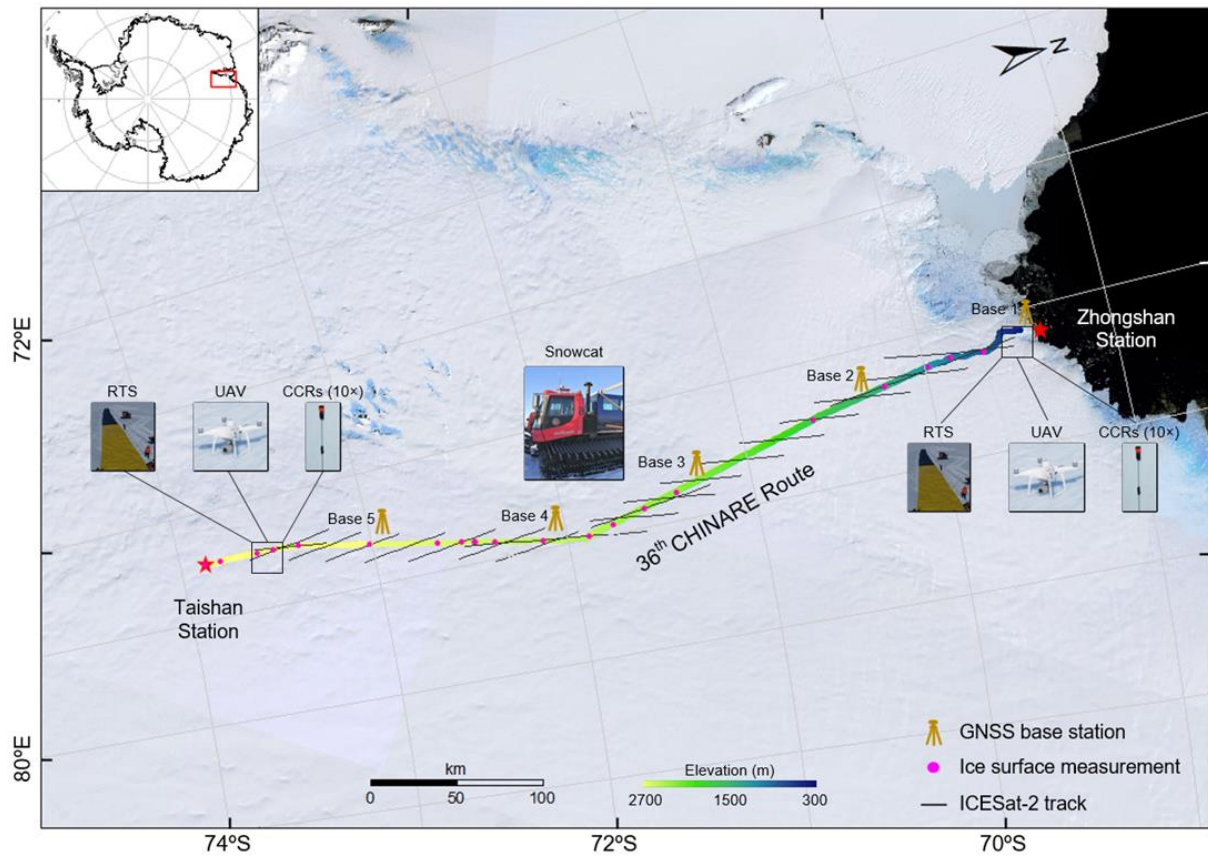 N
72ºE
Base 1
Zhongshan
Station
Snowcat
Base 2
RTS
UAV
CCRs (10×)
RTS
UAV
CCRs (10×)
Base 3
Base 5
Base 4
36th CHINARE Route
Taishan
Station
GNSS base station
km
Elevation (m)
Ice surface measurement
80ºE
0
50
100
2700
1500
300
ICESat-2 track
74ºS
72ºS
70ºS